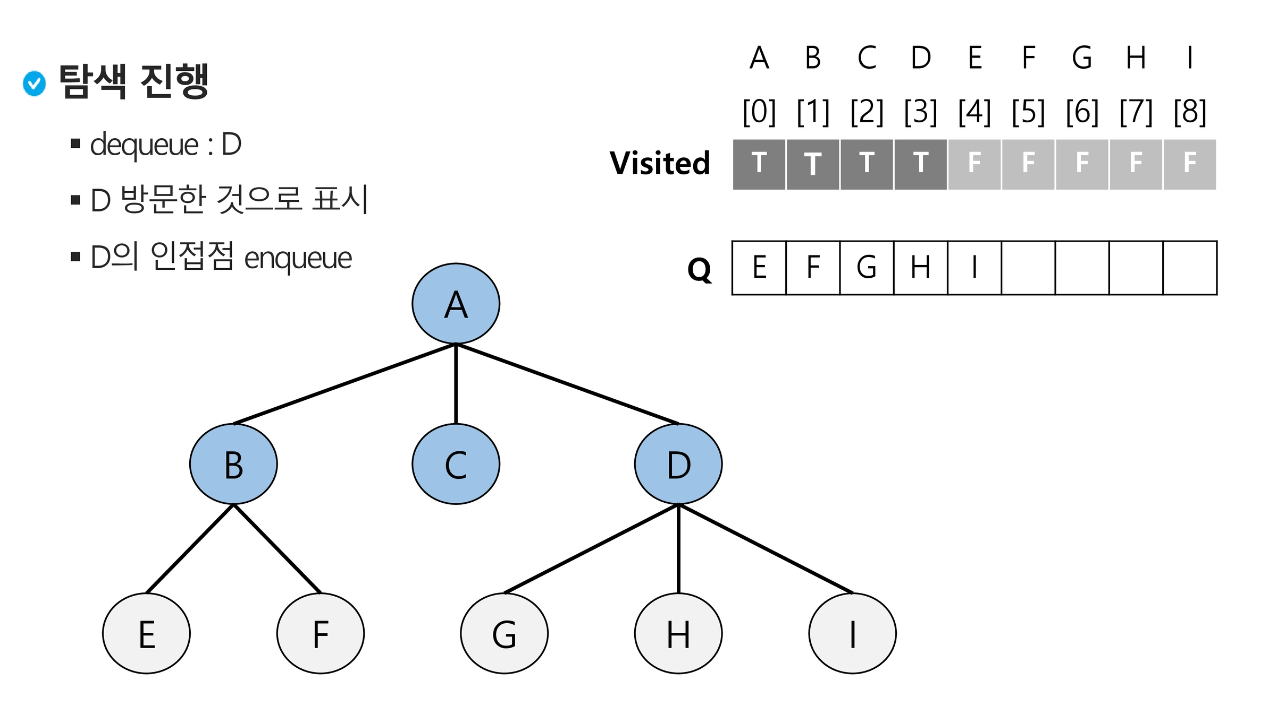 탐색 진행
dequeue : D
D 방문한 것으로 표시
D의 인접점 enqueue
A B C D E F G H I
[0] [1] [2] [3] [4] [5] [6] [7] [8]
Visited T T T T F F F F F
Q E F G H I
A
B C D
E F G H I